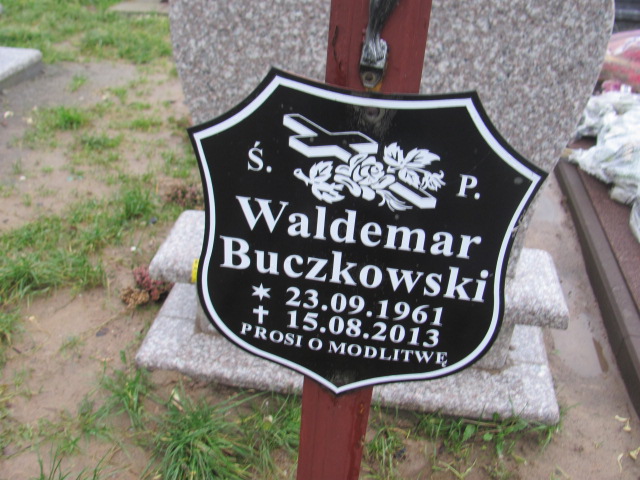 Ś. P.
Waldemar
Buczkowski
* 23.09.1961
✝ 15.08.2013
PROSI O MODLITWĘ